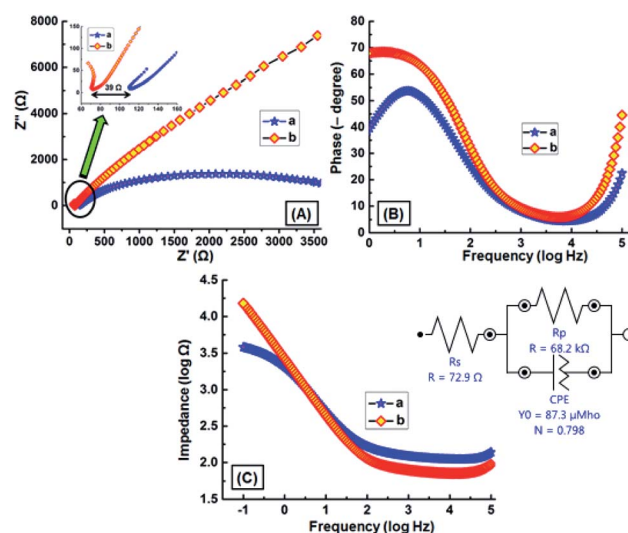 8000
6000
4000
2000
0
Z'' (Ω)
150
100
50
0
60 80 100 120 140 160
a
b
39 Ω
a
b
(A)
0 500 1000 1500 2000 2500 3000 3500
Z' (Ω)
80
70
60
50
40
30
20
10
0
Phase (– degree)
a
b
(B)
0 1 2 3 4 5
Frequency (log Hz)
4.5
4.0
3.5
3.0
2.5
2.0
1.5
Impedance (log Ω)
a
b
(C)
-1 0 1 2 3 4 5
Frequency (log Hz)
Rs
R = 72.9 Ω
Rp
R = 68.2 kΩ
CPE
Y0 = 87.3 µMho
N = 0.798